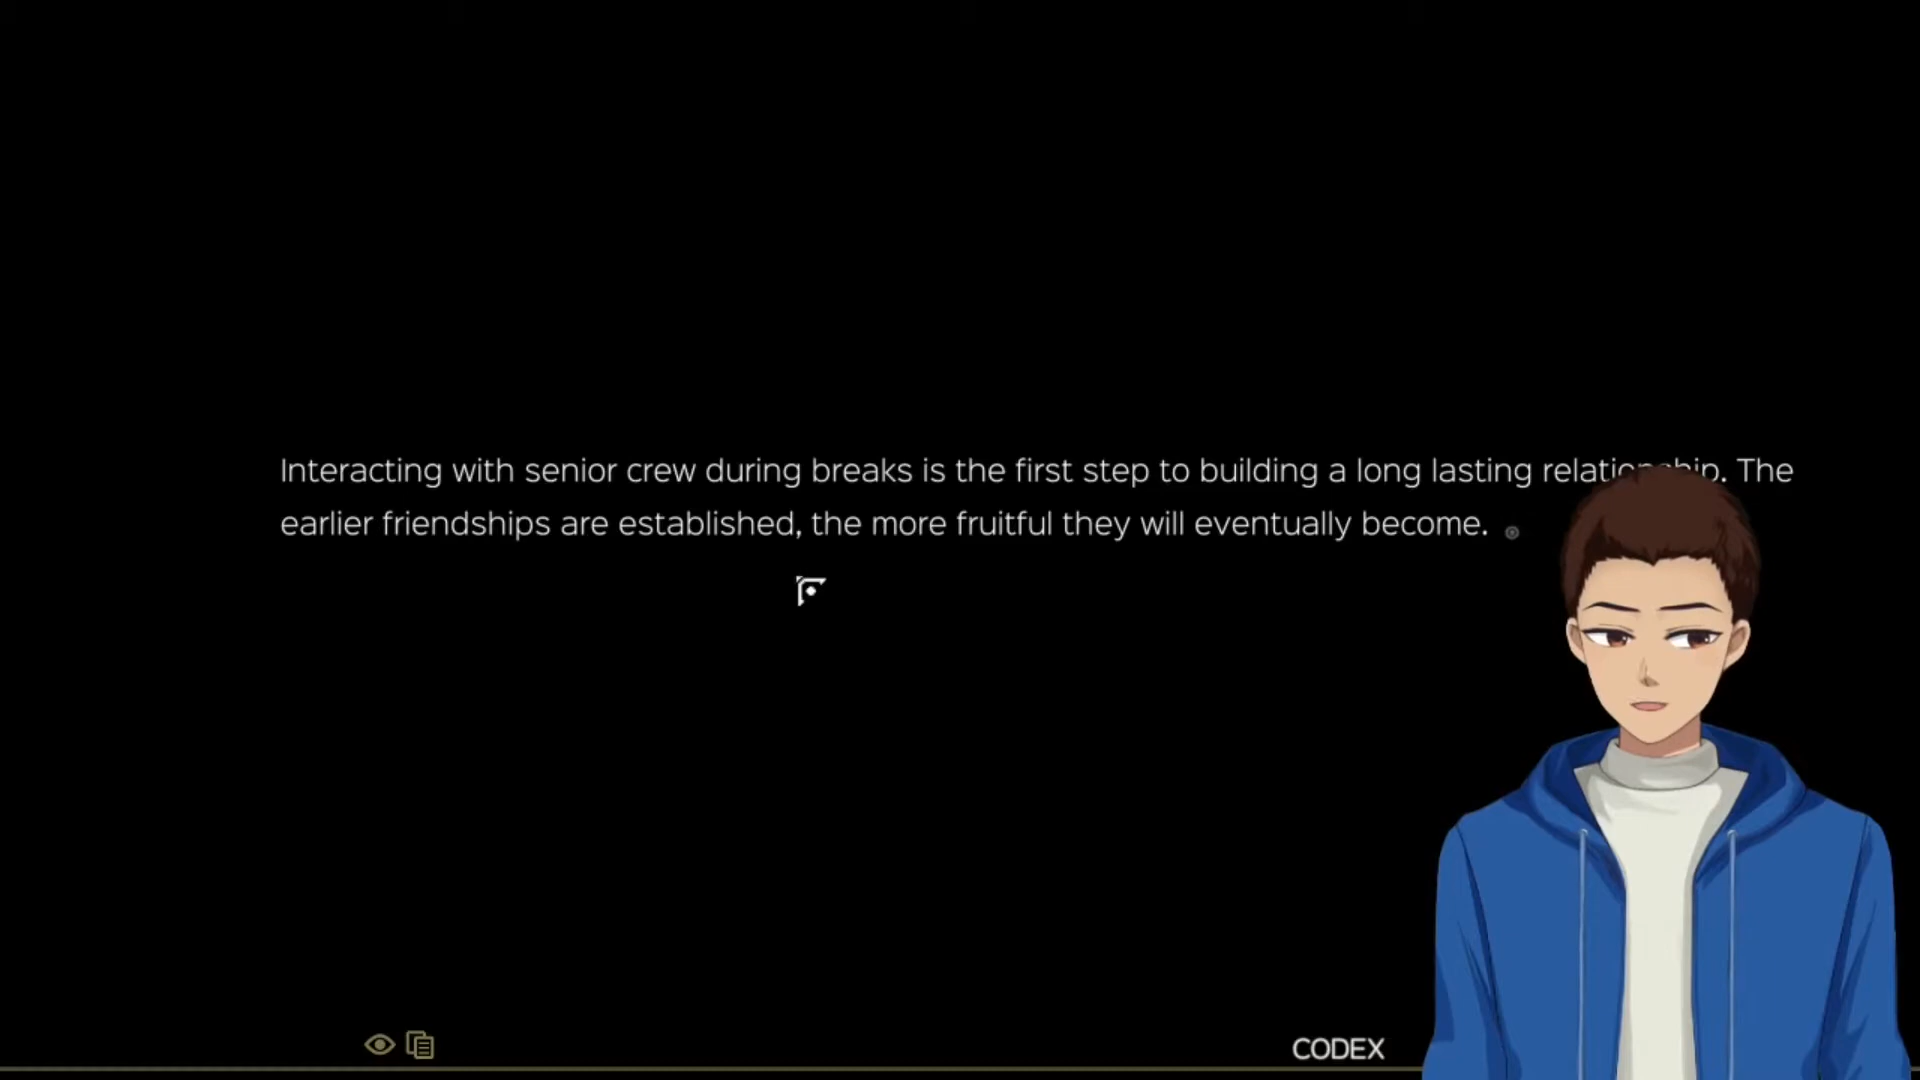 Interacting with senior crew during breaks is the first step to building a long lasting relationship. The
earlier friendships are established, the more fruitful they will eventually become.
CODEX